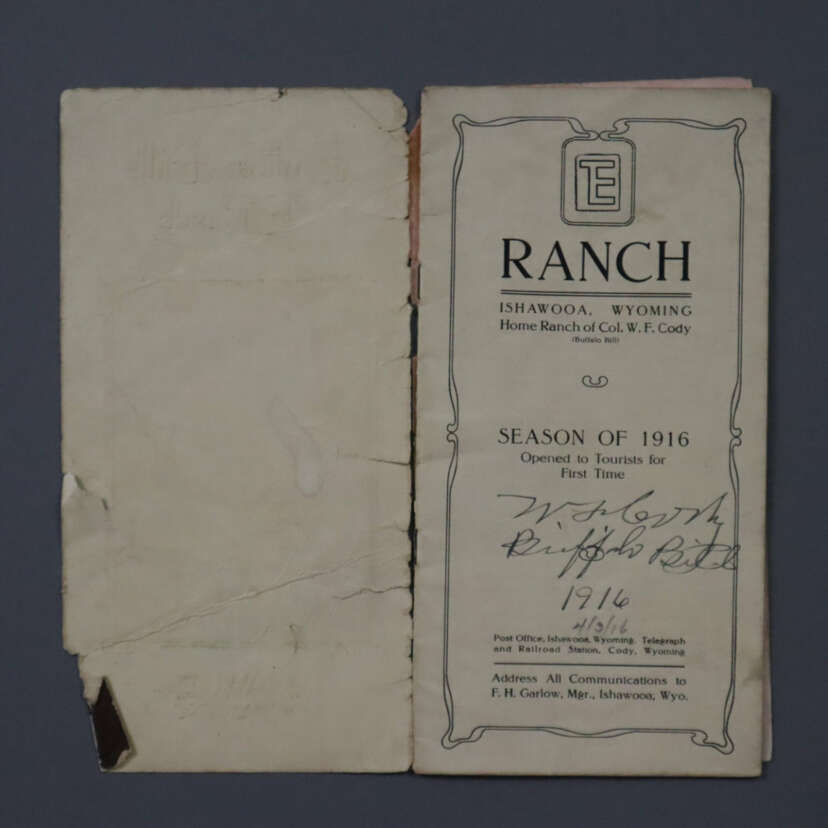 TE
RANCH
ISHAWOOA, WYOMING
Home Ranch of Col. W. F. Cody
(Buffalo Bill)
SEASON OF 1916
Opened to Tourists for
First Time
W F Cody
Buffalo Bill
1916
4/3/16
Post Office, Ishawooa, Wyoming. Telegraph
and Railroad Station, Cody, Wyoming
Address All Communications to
F. H. Garlow, Mgr., Ishawooa, Wyo.